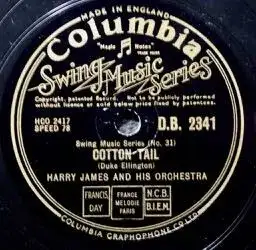 MADE IN ENGLAND
Columbia
"Magic Notes"
TRADE MARK
Swing Music Series
Copyright, patented Record. Not to be publicly performed
without licence or sold below price fixed by patentees.
HCO 2417
SPEED 78
D.B. 2341
Swing Music Series (No. 31)
COTTON TAIL
(Duke Ellington)
HARRY JAMES AND HIS ORCHESTRA
FRANCIS, DAY
FRANCE MELODIE PARIS
N.C.B.
B.I.E.M.
COLUMBIA GRAPHOPHONE CO LTD